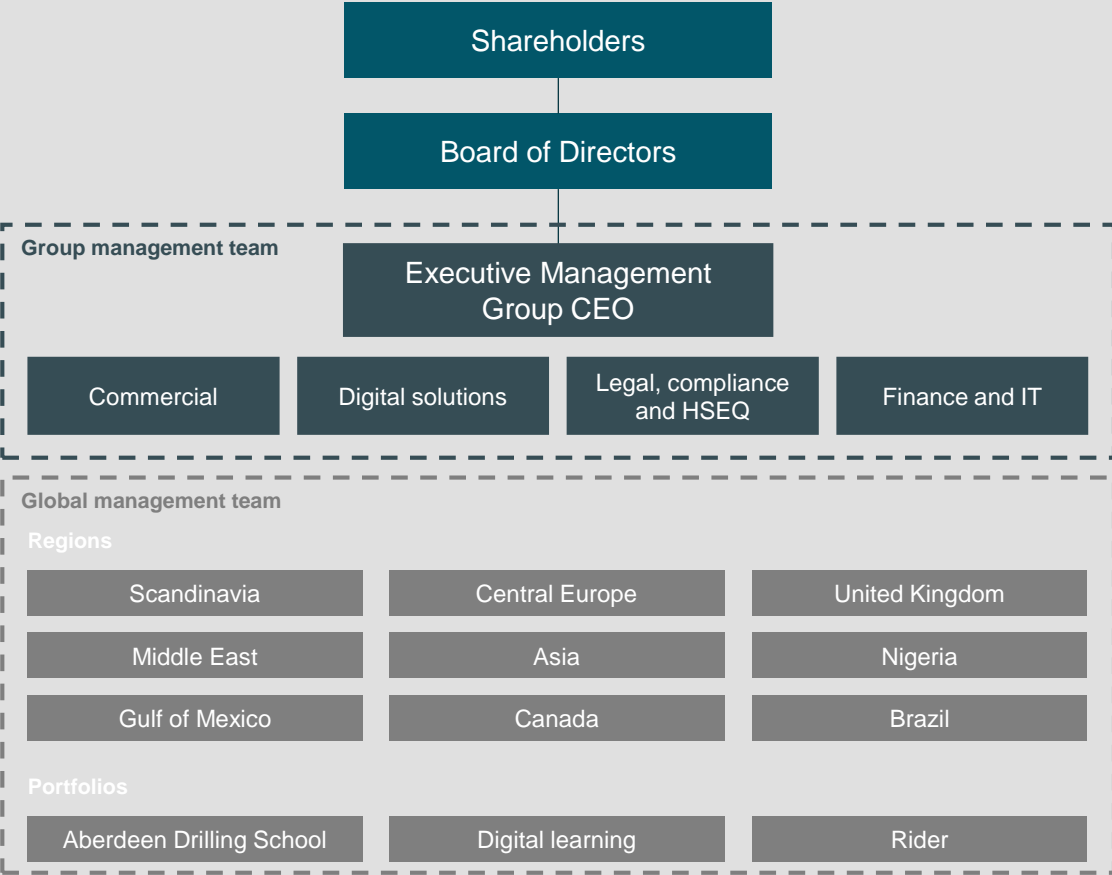 Shareholders
Board of Directors
Group management team
Executive Management
Group CEO
Commercial
Digital solutions
Legal, compliance
and HSEQ
Finance and IT
Global management team
Regions
Scandinavia
Central Europe
United Kingdom
Middle East
Asia
Nigeria
Gulf of Mexico
Canada
Brazil
Portfolios
Aberdeen Drilling School
Digital learning
Rider